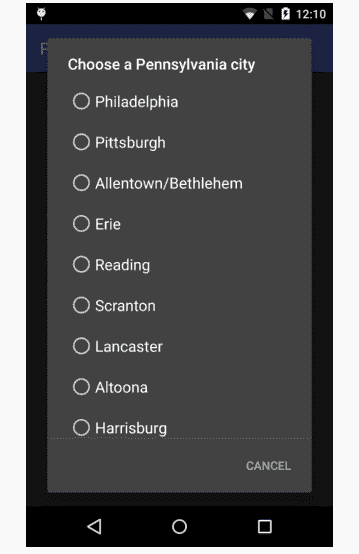 12:10
Choose a Pennsylvania city
Philadelphia
Pittsburgh
Allentown/Bethlehem
Erie
Reading
Scranton
Lancaster
Altoona
Harrisburg
CANCEL